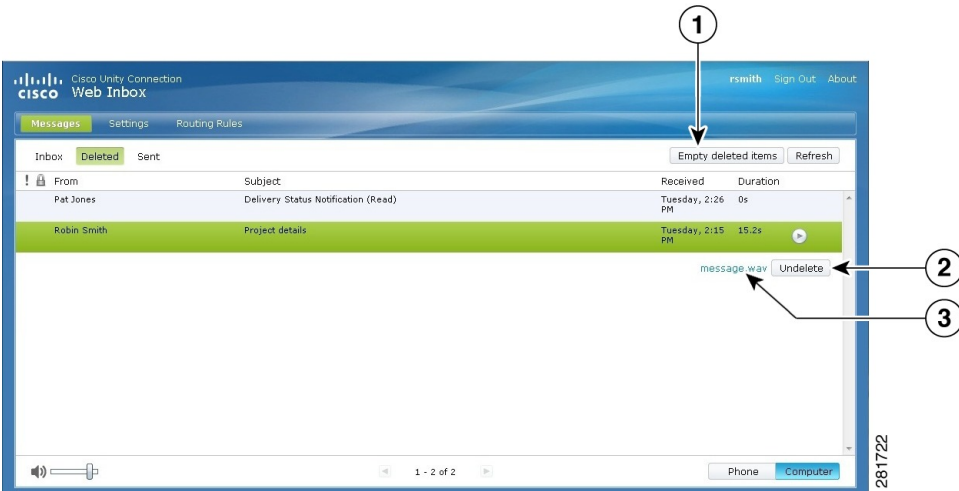 1
Cisco Unity Connection
rsmith Sign Out About
CISCO Web Inbox
Messages Settings Routing Rules
Inbox Deleted Sent
Empty deleted items Refresh
! From Subject Received Duration
Pat Jones Delivery Status Notification (Read) Tuesday, 2:26 PM 0s
Robin Smith Project details Tuesday, 2:15 PM 15.2s
message.wav Undelete
2
3
1 - 2 of 2
Phone Computer
281722